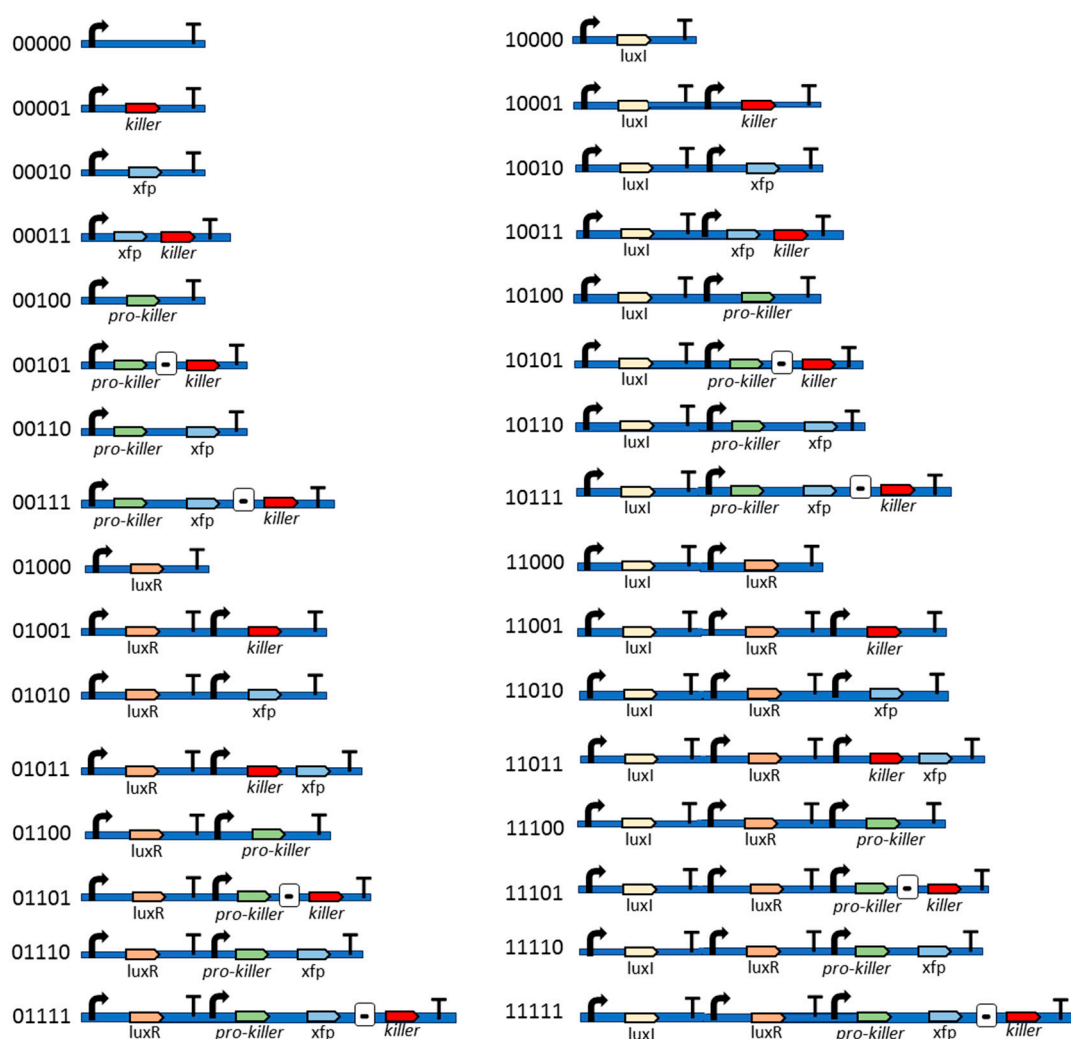 00000
00001
killer
00010
xfp
00011
xfp killer
00100
pro-killer
00101
pro-killer killer
00110
pro-killer xfp
00111
pro-killer xfp killer
01000
luxR
01001
luxR killer
01010
luxR xfp
01011
luxR killer xfp
01100
luxR pro-killer
01101
luxR pro-killer killer
01110
luxR pro-killer xfp
01111
luxR pro-killer xfp killer
10000
luxI
10001
luxI killer
10010
luxI xfp
10011
luxI xfp killer
10100
luxI pro-killer
10101
luxI pro-killer killer
10110
luxI pro-killer xfp
10111
luxI pro-killer xfp killer
11000
luxI luxR
11001
luxI luxR killer
11010
luxI luxR xfp
11011
luxI luxR killer xfp
11100
luxI luxR pro-killer
11101
luxI luxR pro-killer killer
11110
luxI luxR pro-killer xfp
11111
luxI luxR pro-killer xfp killer